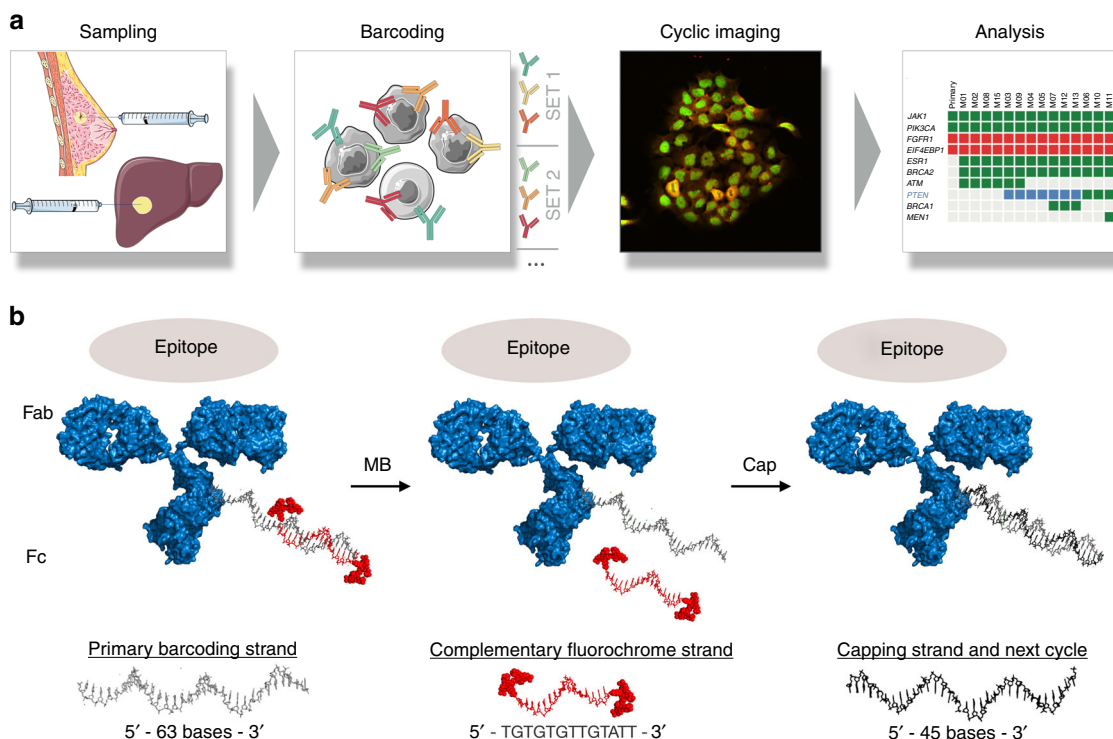 a
Sampling
Barcoding
Cyclic imaging
Analysis
SET 1
SET 2
...
Primary
M01
M02
M08
M15
M03
M09
M04
M05
M07
M12
M13
M06
M10
M11
JAK1
PIK3CA
FGFR1
EIF4EBP1
ESR1
BRCA2
ATM
PTEN
BRCA1
MEN1
b
Epitope
Epitope
Epitope
Fab
MB
Cap
Fc
Primary barcoding strand
Complementary fluorochrome strand
Capping strand and next cycle
5′ - 63 bases - 3′
5′ - TGTGTGTTGTATT - 3′
5′ - 45 bases - 3′